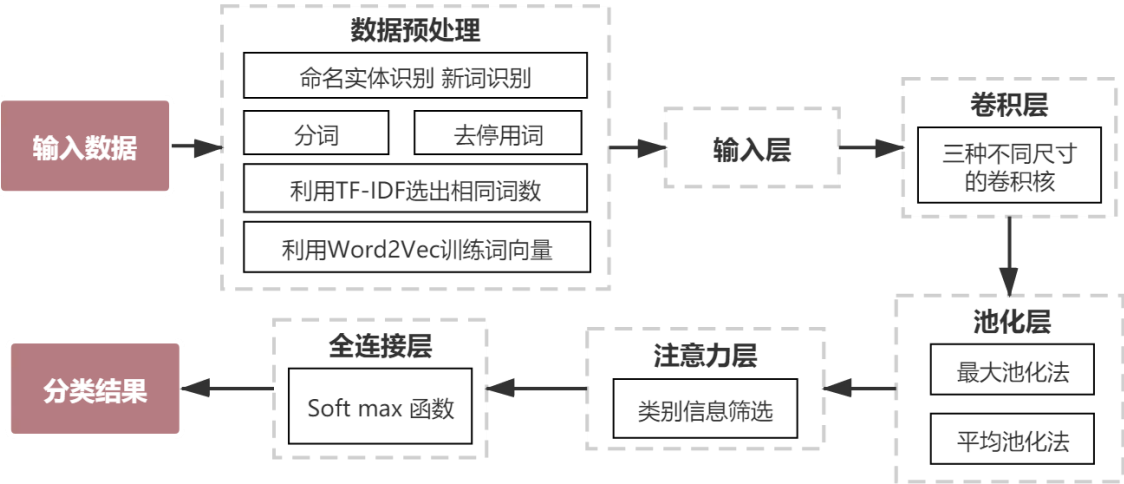 输入数据
数据预处理
命名实体识别 新词识别
分词
去停用词
利用TF-IDF选出相同词数
利用Word2Vec训练词向量
输入层
卷积层
三种不同尺寸
的卷积核
池化层
最大池化法
平均池化法
注意力层
类别信息筛选
全连接层
Soft max 函数
分类结果